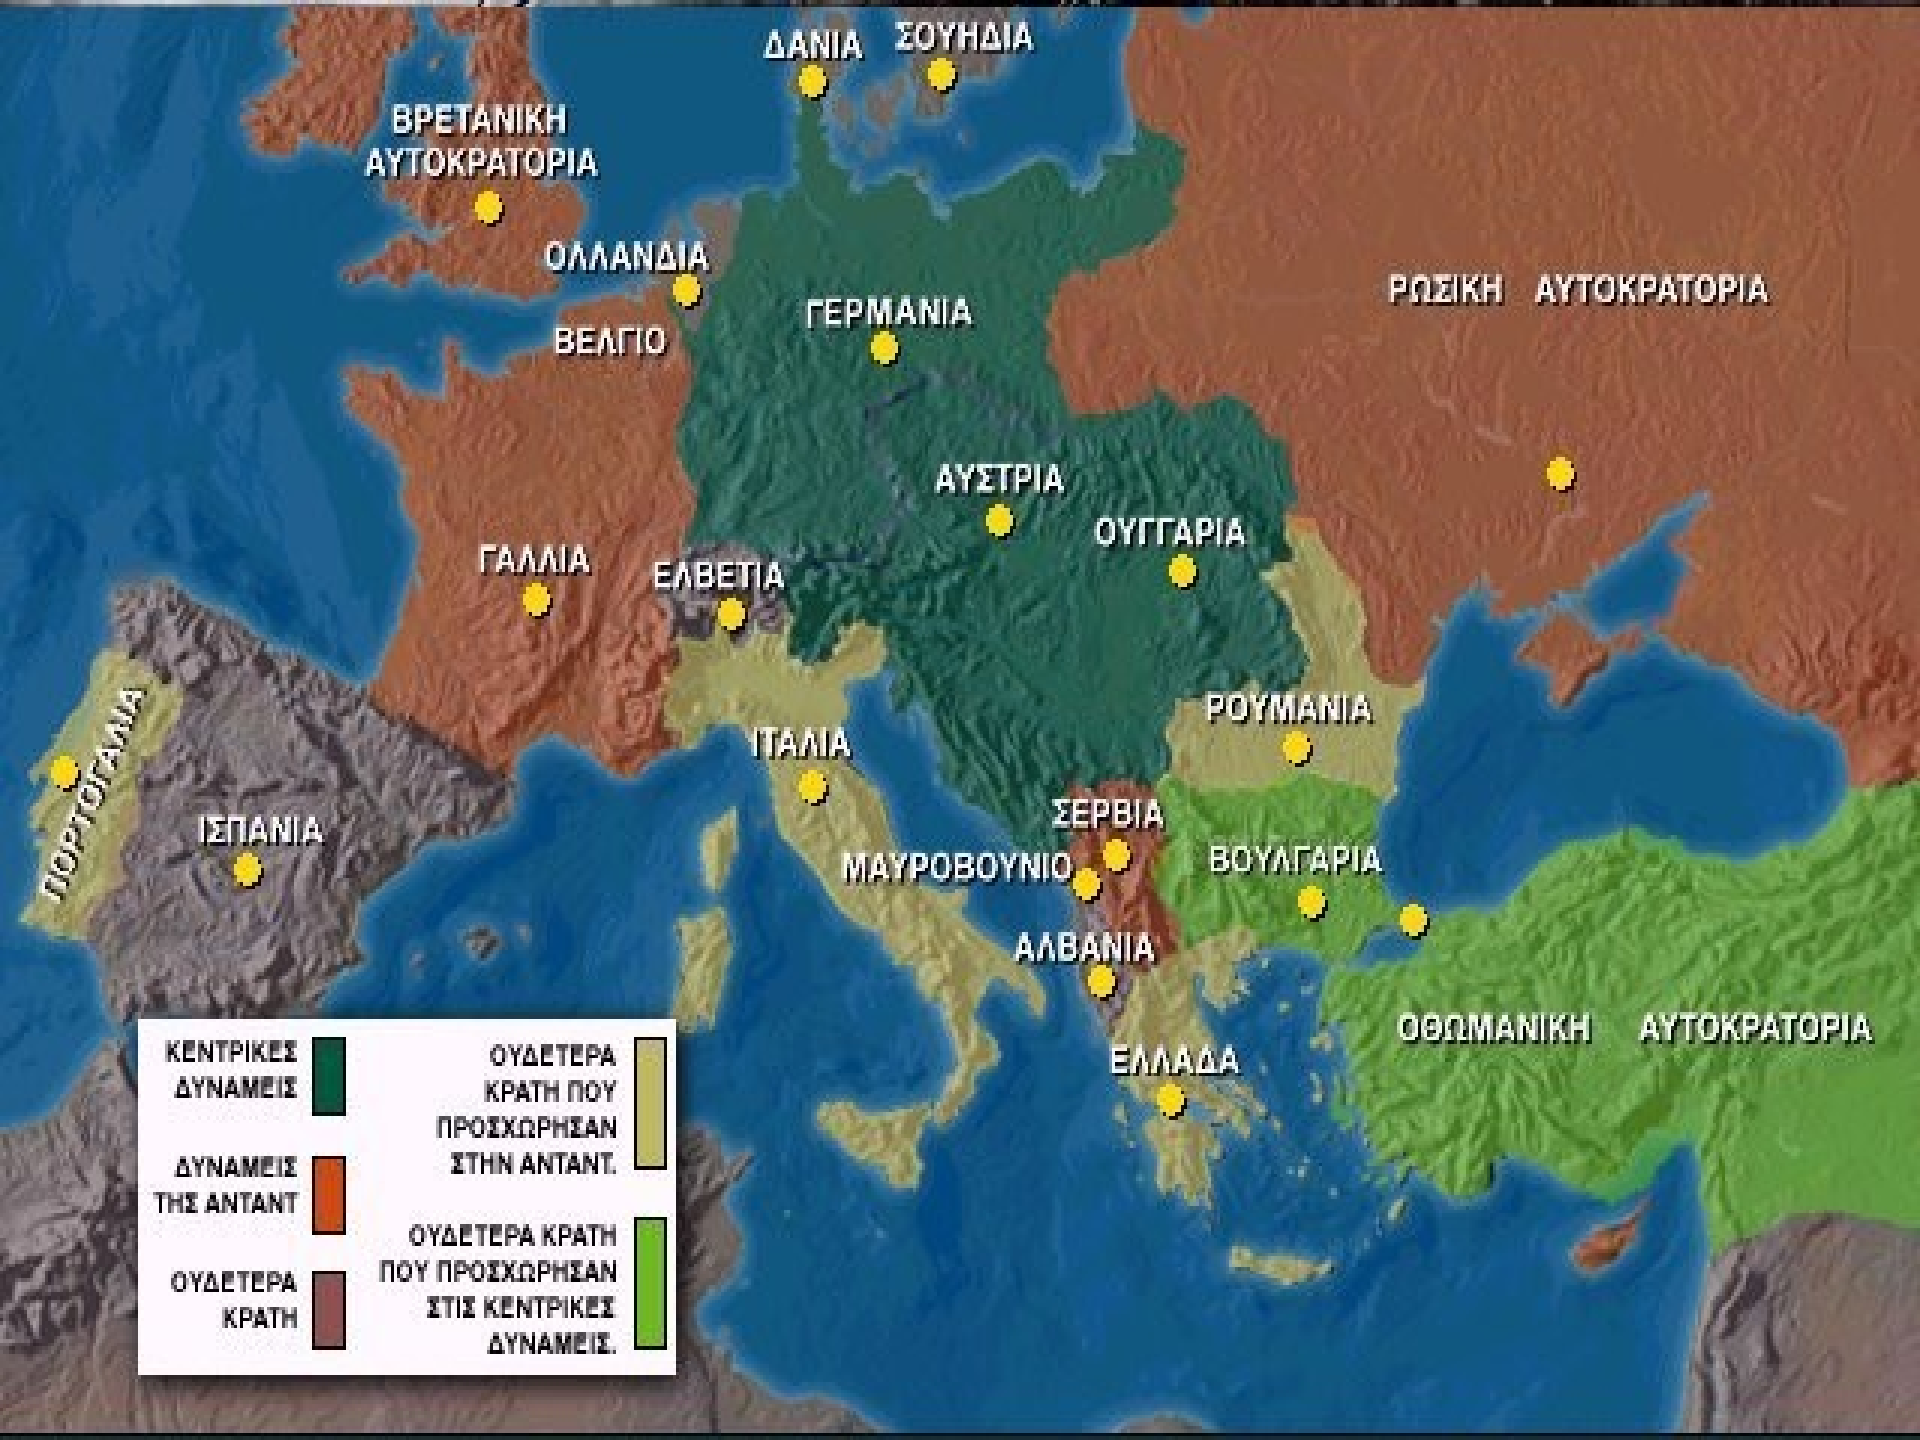 ΔΑΝΙΑ ΣΟΥΗΔΙΑ
ΒΡΕΤΑΝΙΚΗ
ΑΥΤΟΚΡΑΤΟΡΙΑ
ΟΛΛΑΝΔΙΑ
ΒΕΛΓΙΟ
ΓΕΡΜΑΝΙΑ
ΡΩΣΙΚΗ ΑΥΤΟΚΡΑΤΟΡΙΑ
ΑΥΣΤΡΙΑ
ΟΥΓΓΑΡΙΑ
ΓΑΛΛΙΑ
ΕΛΒΕΤΙΑ
ΡΟΥΜΑΝΙΑ
ΙΤΑΛΙΑ
ΠΟΡΤΟΓΑΛΙΑ
ΙΣΠΑΝΙΑ
ΣΕΡΒΙΑ
ΜΑΥΡΟΒΟΥΝΙΟ
ΒΟΥΛΓΑΡΙΑ
ΑΛΒΑΝΙΑ
ΟΘΩΜΑΝΙΚΗ ΑΥΤΟΚΡΑΤΟΡΙΑ
ΕΛΛΑΔΑ
ΚΕΝΤΡΙΚΕΣ
ΔΥΝΑΜΕΙΣ
ΔΥΝΑΜΕΙΣ
ΤΗΣ ΑΝΤΑΝΤ
ΟΥΔΕΤΕΡΑ
ΚΡΑΤΗ
ΟΥΔΕΤΕΡΑ
ΚΡΑΤΗ ΠΟΥ
ΠΡΟΣΧΩΡΗΣΑΝ
ΣΤΗΝ ΑΝΤΑΝΤ.
ΟΥΔΕΤΕΡΑ ΚΡΑΤΗ
ΠΟΥ ΠΡΟΣΧΩΡΗΣΑΝ
ΣΤΙΣ ΚΕΝΤΡΙΚΕΣ
ΔΥΝΑΜΕΙΣ.